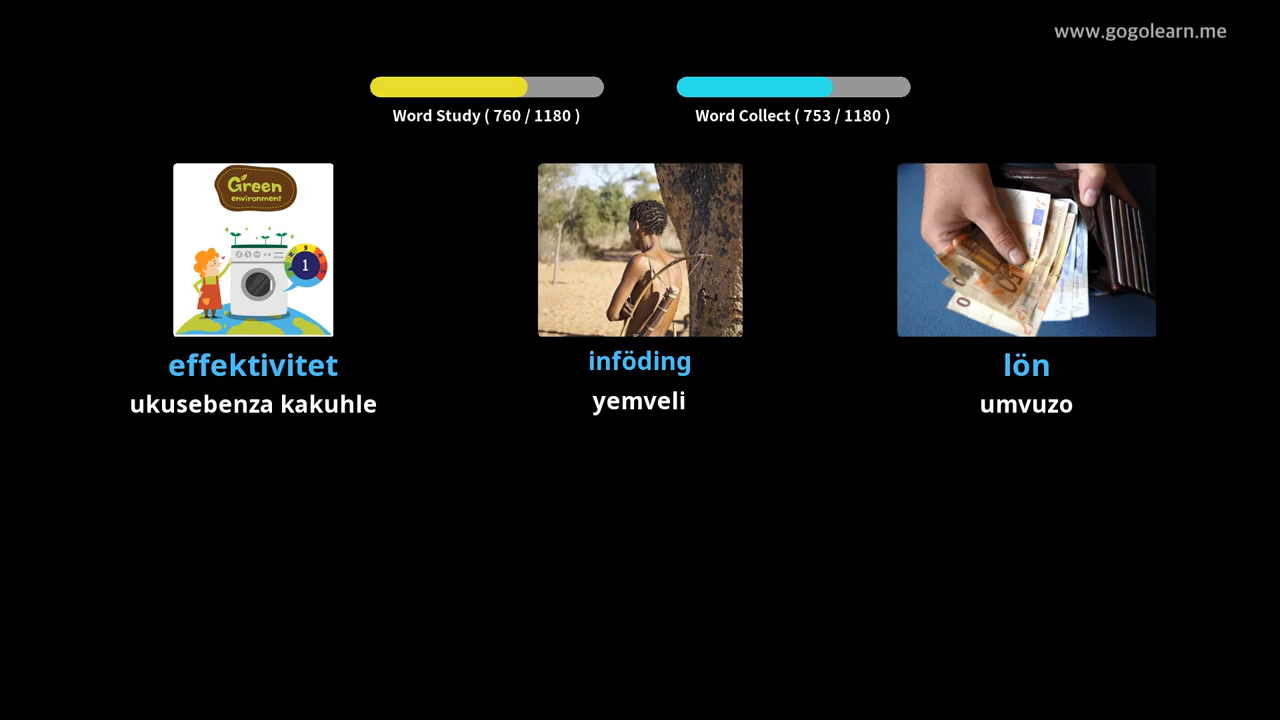 www.gogolearn.me
Word Study ( 760 / 1180 )
Word Collect ( 753 / 1180 )
Green
environment
3
1
effektivitet
inföding
lön
ukusebenza kakuhle
yemveli
umvuzo